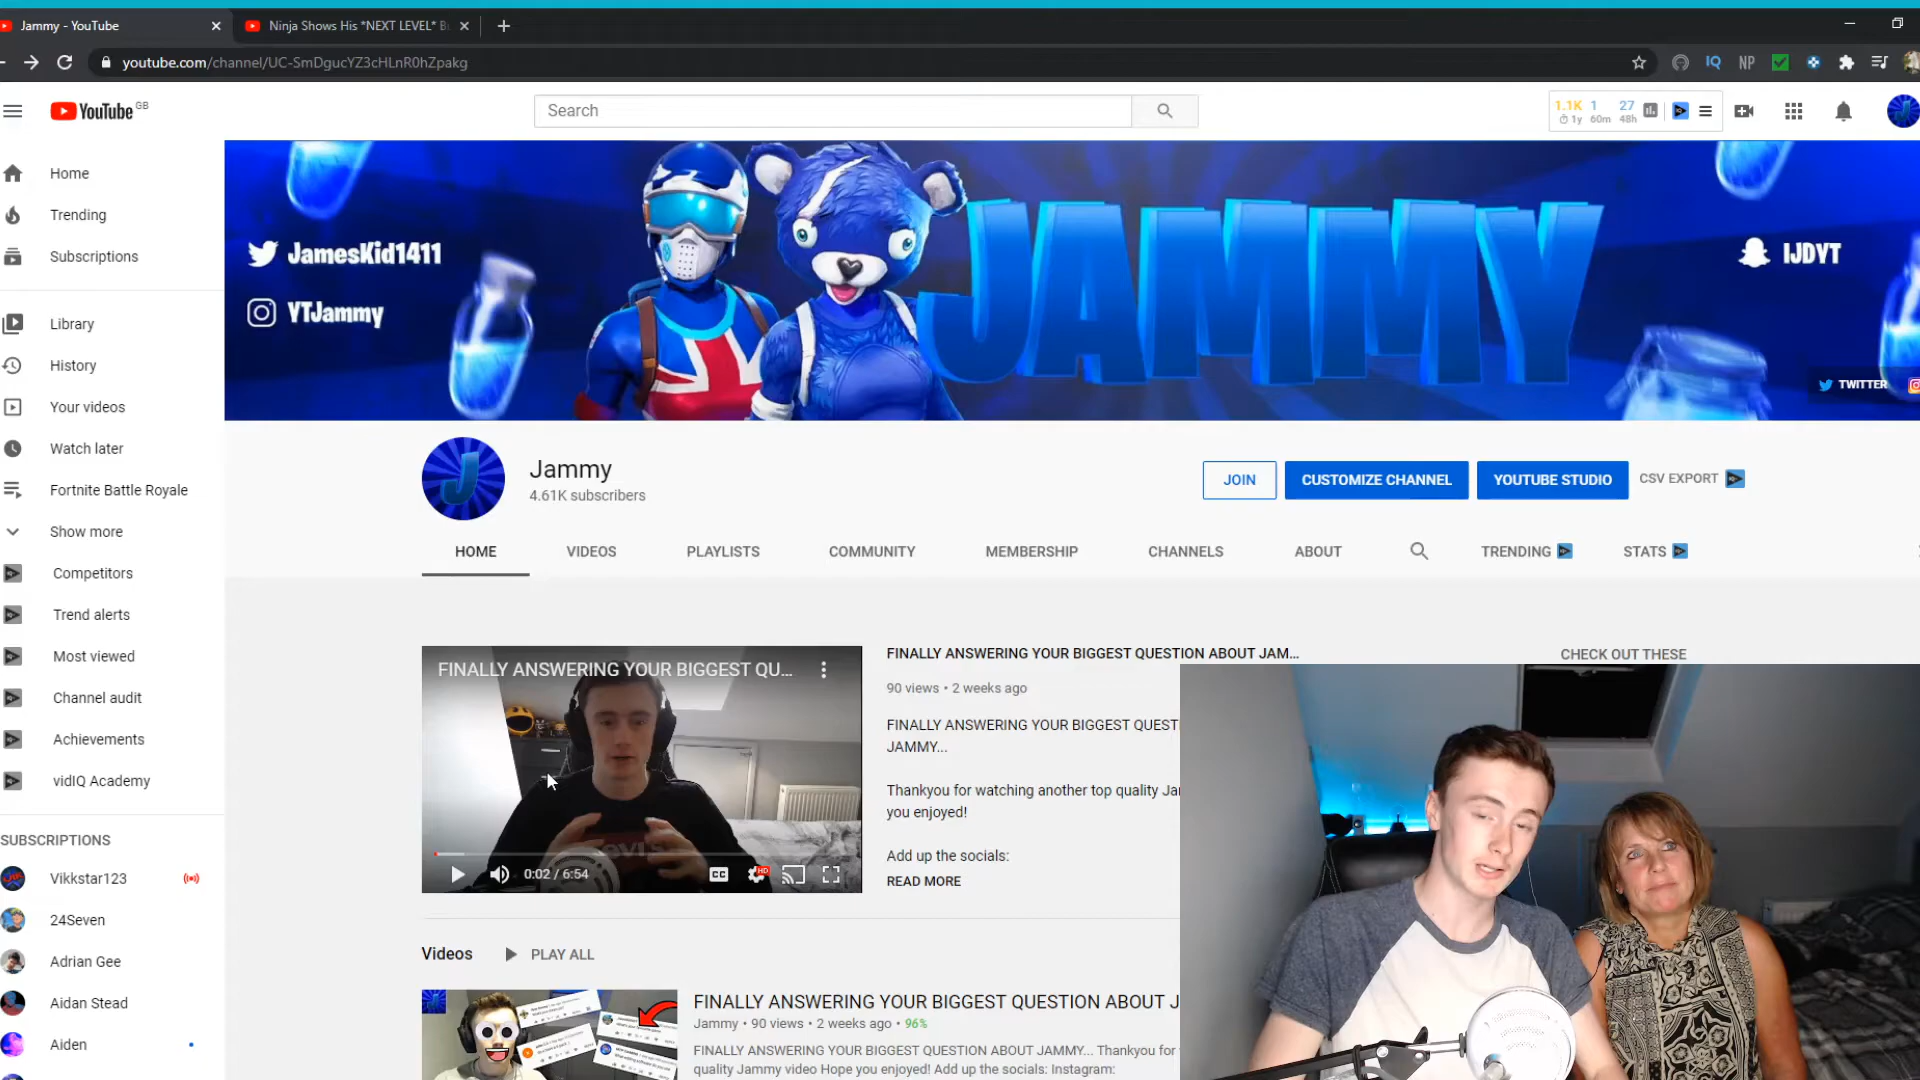 Jammy - YouTube
Ninja Shows His *NEXT LEVEL* B
youtube.com/channel/UC-SmDgucYZ3cHLnR0hZpakg
IQ NP
YouTube GB
Search
1.1K 1 27
1y 60m 48h
Home
Trending
Subscriptions
Library
History
Your videos
Watch later
Fortnite Battle Royale
Show more
Competitors
Trend alerts
Most viewed
Channel audit
Achievements
vidIQ Academy
SUBSCRIPTIONS
Vikkstar123
24Seven
Adrian Gee
Aidan Stead
Aiden
JamesKid1411
YTJammy
JAMMY
IJDYT
TWITTER
J
Jammy
4.61K subscribers
JOIN
CUSTOMIZE CHANNEL
YOUTUBE STUDIO
CSV EXPORT
HOME
VIDEOS
PLAYLISTS
COMMUNITY
MEMBERSHIP
CHANNELS
ABOUT
TRENDING
STATS
FINALLY ANSWERING YOUR BIGGEST QU...
0:02 / 6:54
CC
HD
FINALLY ANSWERING YOUR BIGGEST QUESTION ABOUT JAM...
90 views • 2 weeks ago
FINALLY ANSWERING YOUR BIGGEST QUEST
JAMMY...
Thankyou for watching another top quality Ja
you enjoyed!
Add up the socials:
READ MORE
CHECK OUT THESE
Videos
PLAY ALL
FINALLY ANSWERING YOUR BIGGEST QUESTION ABOUT J
Jammy • 90 views • 2 weeks ago • 96%
FINALLY ANSWERING YOUR BIGGEST QUESTION ABOUT JAMMY... Thankyou for
quality Jammy video Hope you enjoyed! Add up the socials: Instagram: